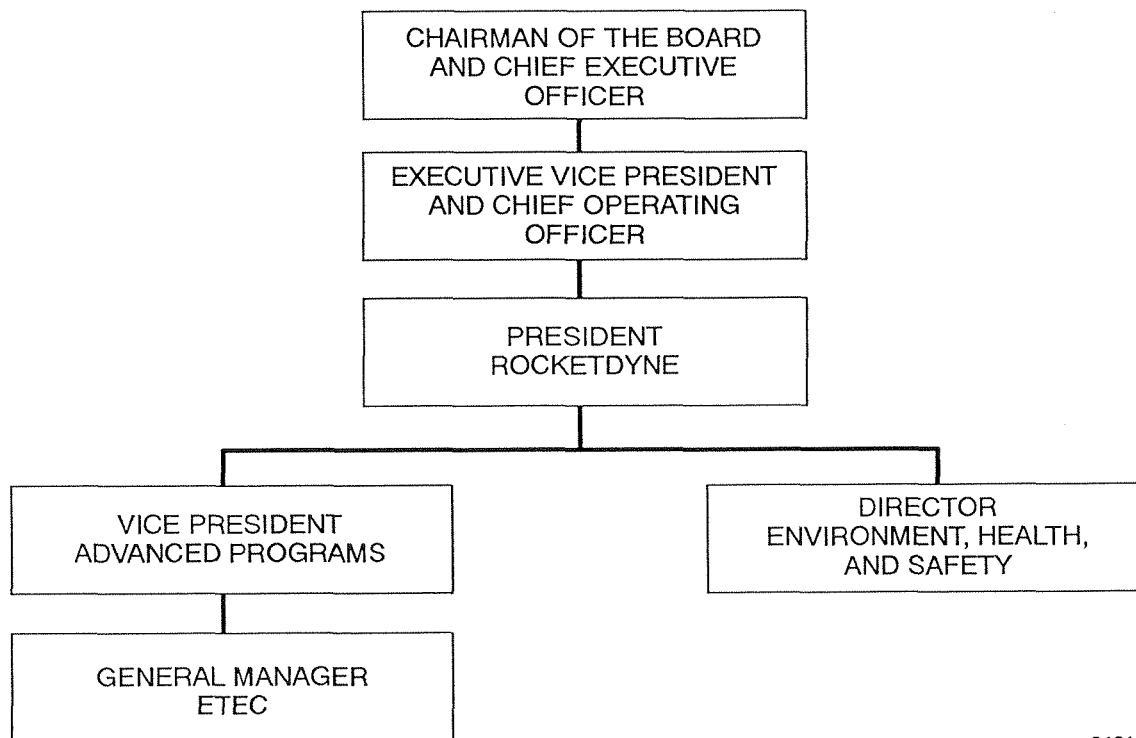 CHAIRMAN OF THE BOARD
AND CHIEF EXECUTIVE
OFFICER
EXECUTIVE VICE PRESIDENT
AND CHIEF OPERATING
OFFICER
PRESIDENT
ROCKETDYNE
VICE PRESIDENT
ADVANCED PROGRAMS
DIRECTOR
ENVIRONMENT, HEALTH,
AND SAFETY
GENERAL MANAGER
ETEC